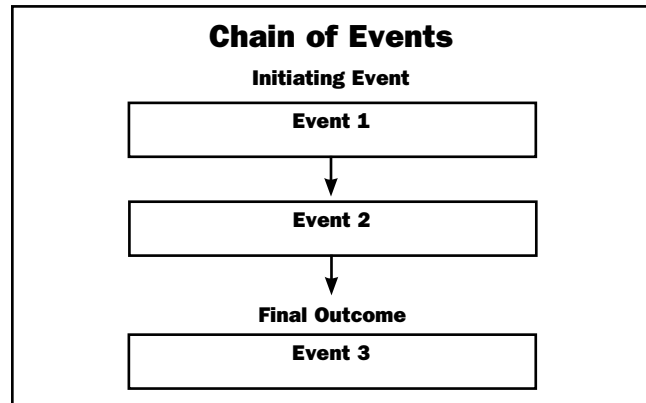 Chain of Events
Initiating Event
Event 1
Event 2
Final Outcome
Event 3